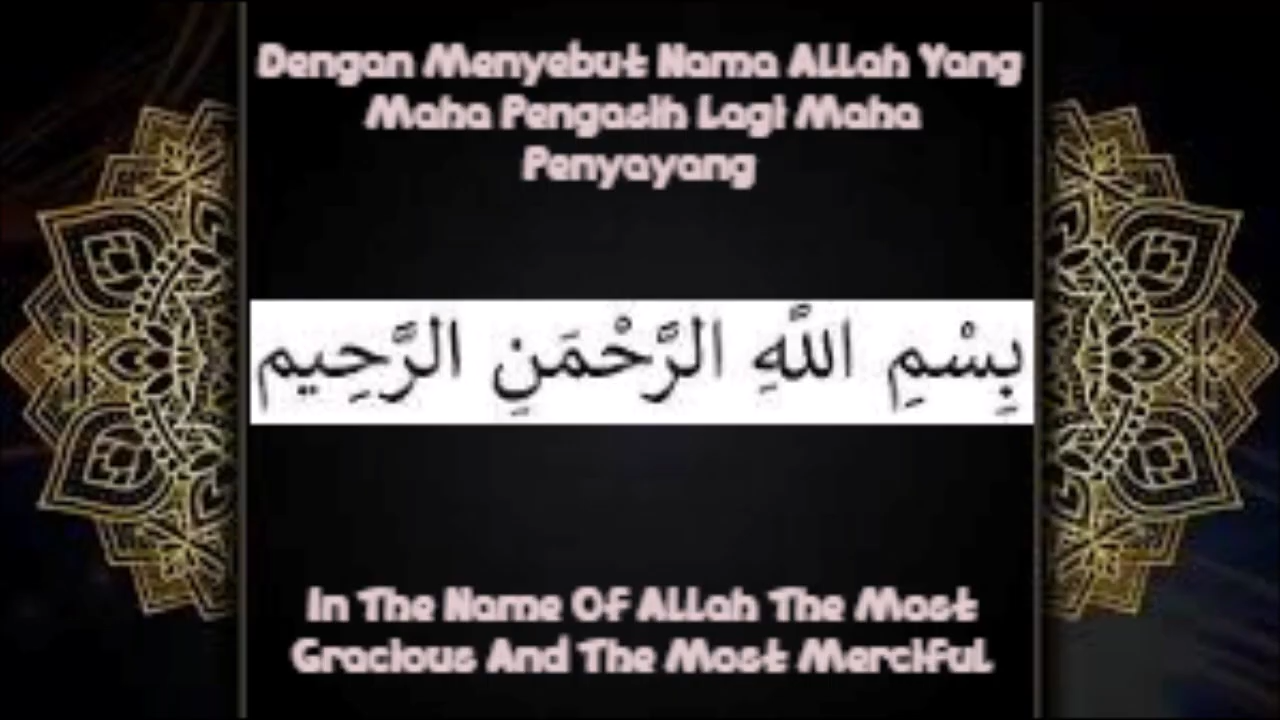 Dengan Menyebut Nama ALLah Yang
Maha Pengasih Lagi Maha
Penyayang
بِسْمِ اللَّهِ الرَّحْمَنِ الرَّحِيم
In The Name Of ALLah The Most
Gracious And The Most MercifuL